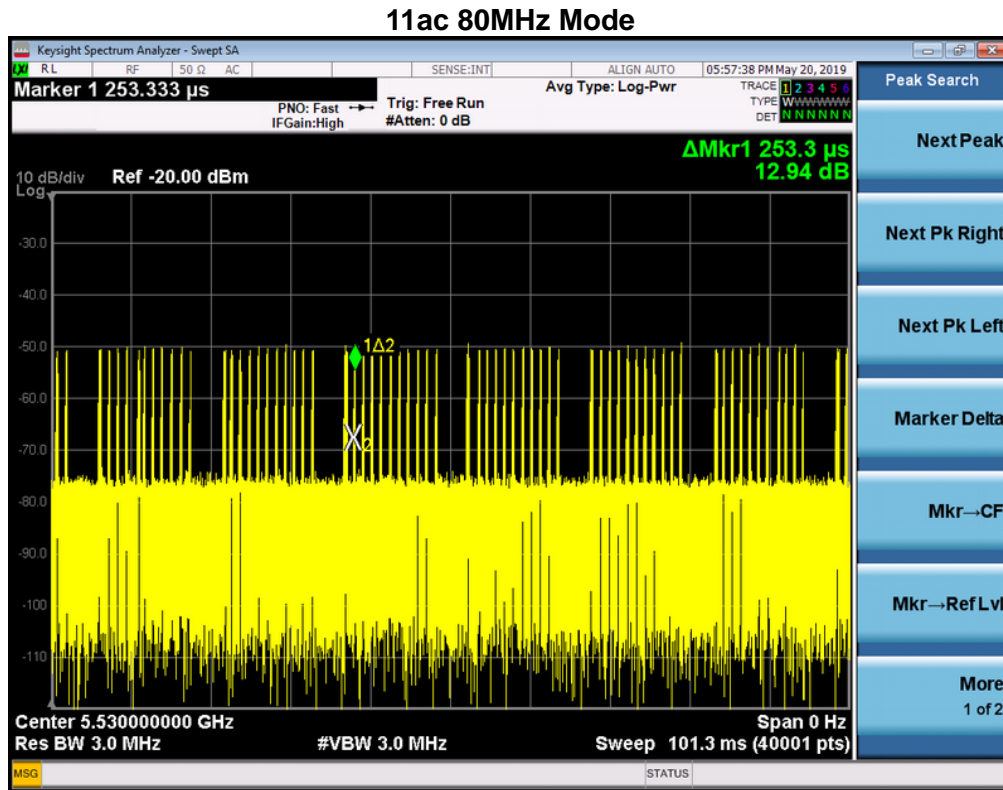 11ac 80MHz Mode
Keysight Spectrum Analyzer - Swept SA
LXI RL RF 50 Ω AC SENSE:INT ALIGN AUTO 05:57:38 PM May 20, 2019
Marker 1 253.333 µs
PNO: Fast
IFGain:High
Trig: Free Run
#Atten: 0 dB
Avg Type: Log-Pwr
TRACE 1 2 3 4 5 6
TYPE WWWWWW
DET N N N N N N
ΔMkr1 253.3 µs
12.94 dB
10 dB/div Ref -20.00 dBm
Log
-30.0
-40.0
-50.0
-60.0
-70.0
-80.0
-90.0
-100
-110
1Δ2
X2
Center 5.530000000 GHz Span 0 Hz
Res BW 3.0 MHz #VBW 3.0 MHz Sweep 101.3 ms (40001 pts)
MSG STATUS
Peak Search
Next Peak
Next Pk Right
Next Pk Left
Marker Delta
Mkr→CF
Mkr→Ref Lvl
More
1 of 2